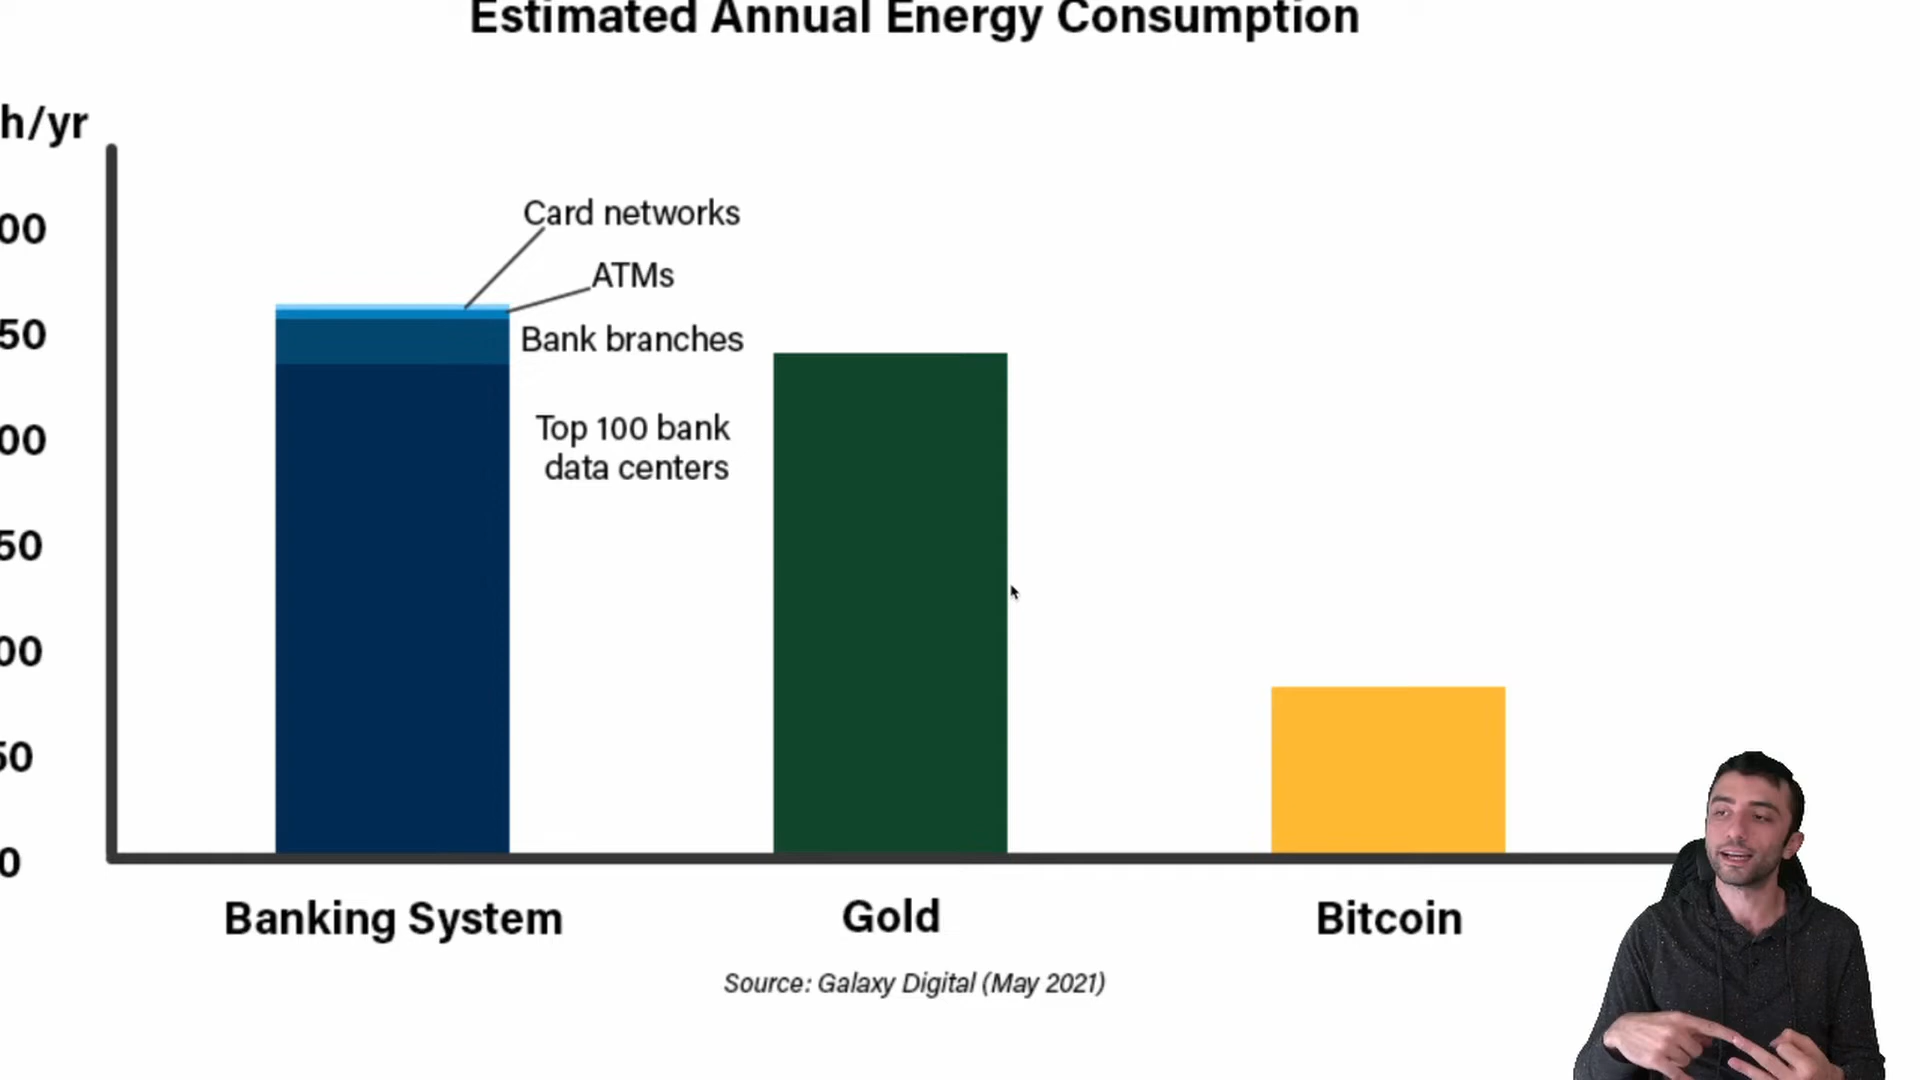 Estimated Annual Energy Consumption
h/yr
00
Card networks
ATMs
50
Bank branches
00
Top 100 bank
data centers
50
00
50
0
Banking System
Gold
Bitcoin
Source: Galaxy Digital (May 2021)